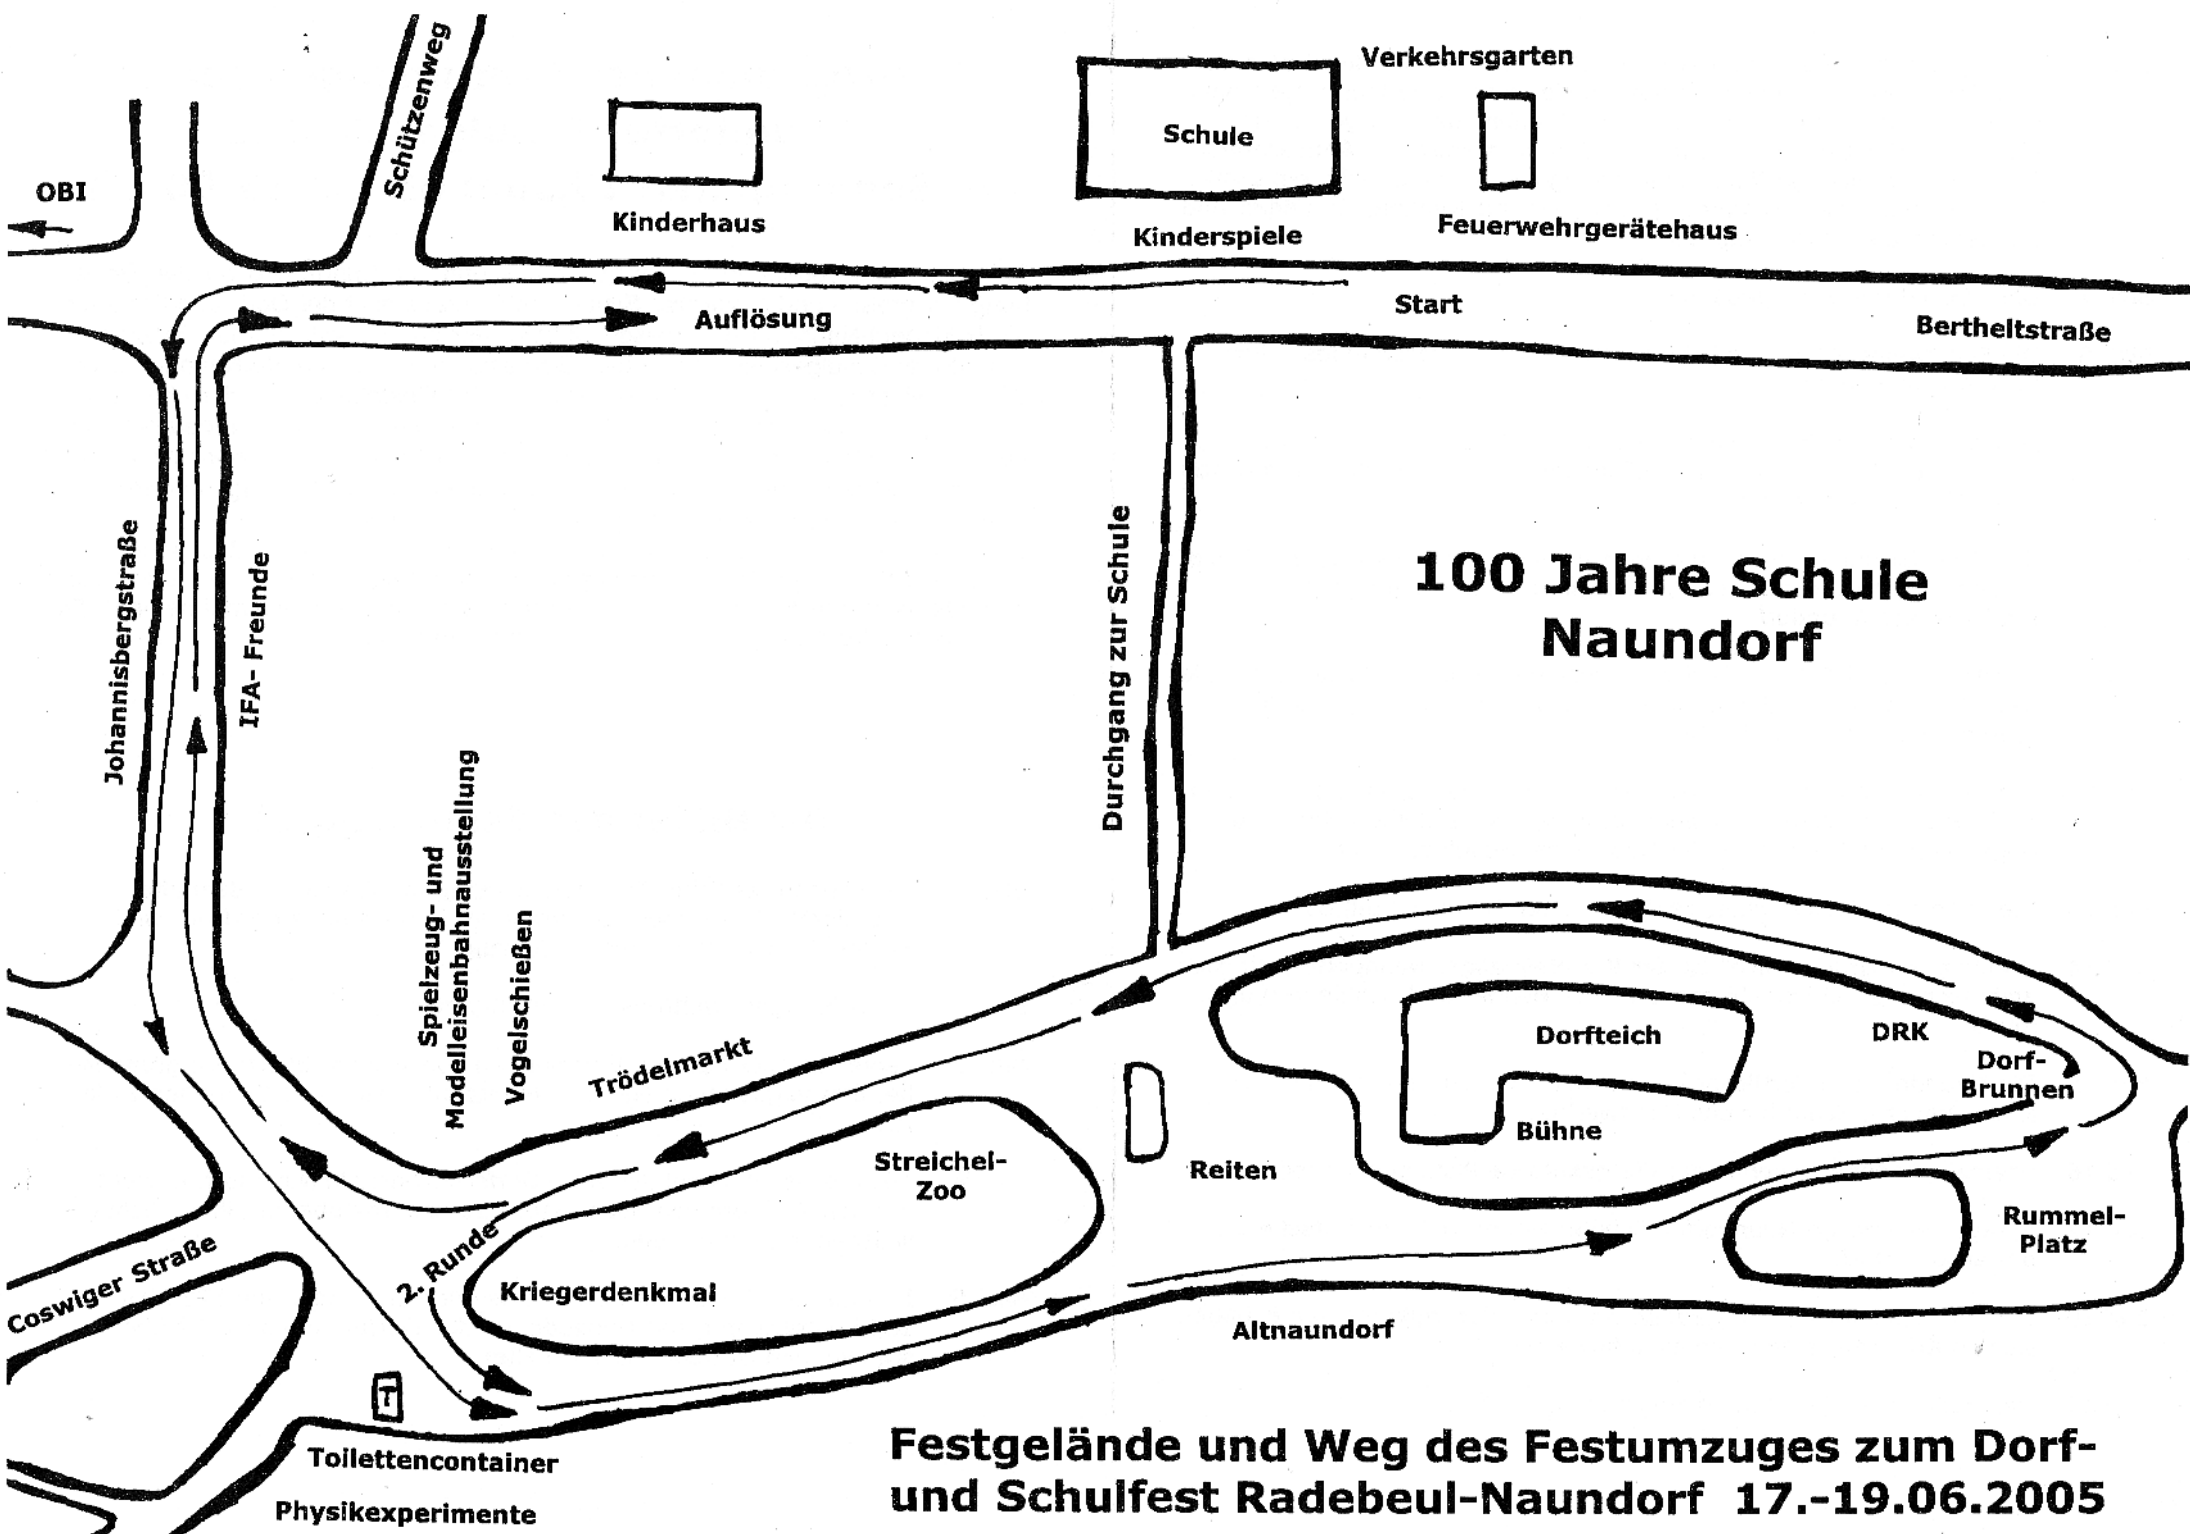 Schützenweg
Verkehrsgarten
Schule
OBI
Kinderhaus
Kinderspiele
Feuerwehrgerätehaus
Start
Auflösung
Bertheltstraße
Johannisbergstraße
IFA- Freunde
Durchgang zur Schule
100 Jahre Schule
Naundorf
Spielzeug- und
Modelleisenbahnausstellung
Vogelschießen
Trödelmarkt
Dorfteich
DRK
Dorf-
Brunnen
Bühne
Streichel-
Zoo
Reiten
Rummel-
Platz
2. Runde
Coswiger Straße
Kriegerdenkmal
Altnaundorf
T
Toilettencontainer
Physikexperimente
Festgelände und Weg des Festumzuges zum Dorf-
und Schulfest Radebeul-Naundorf 17.-19.06.2005